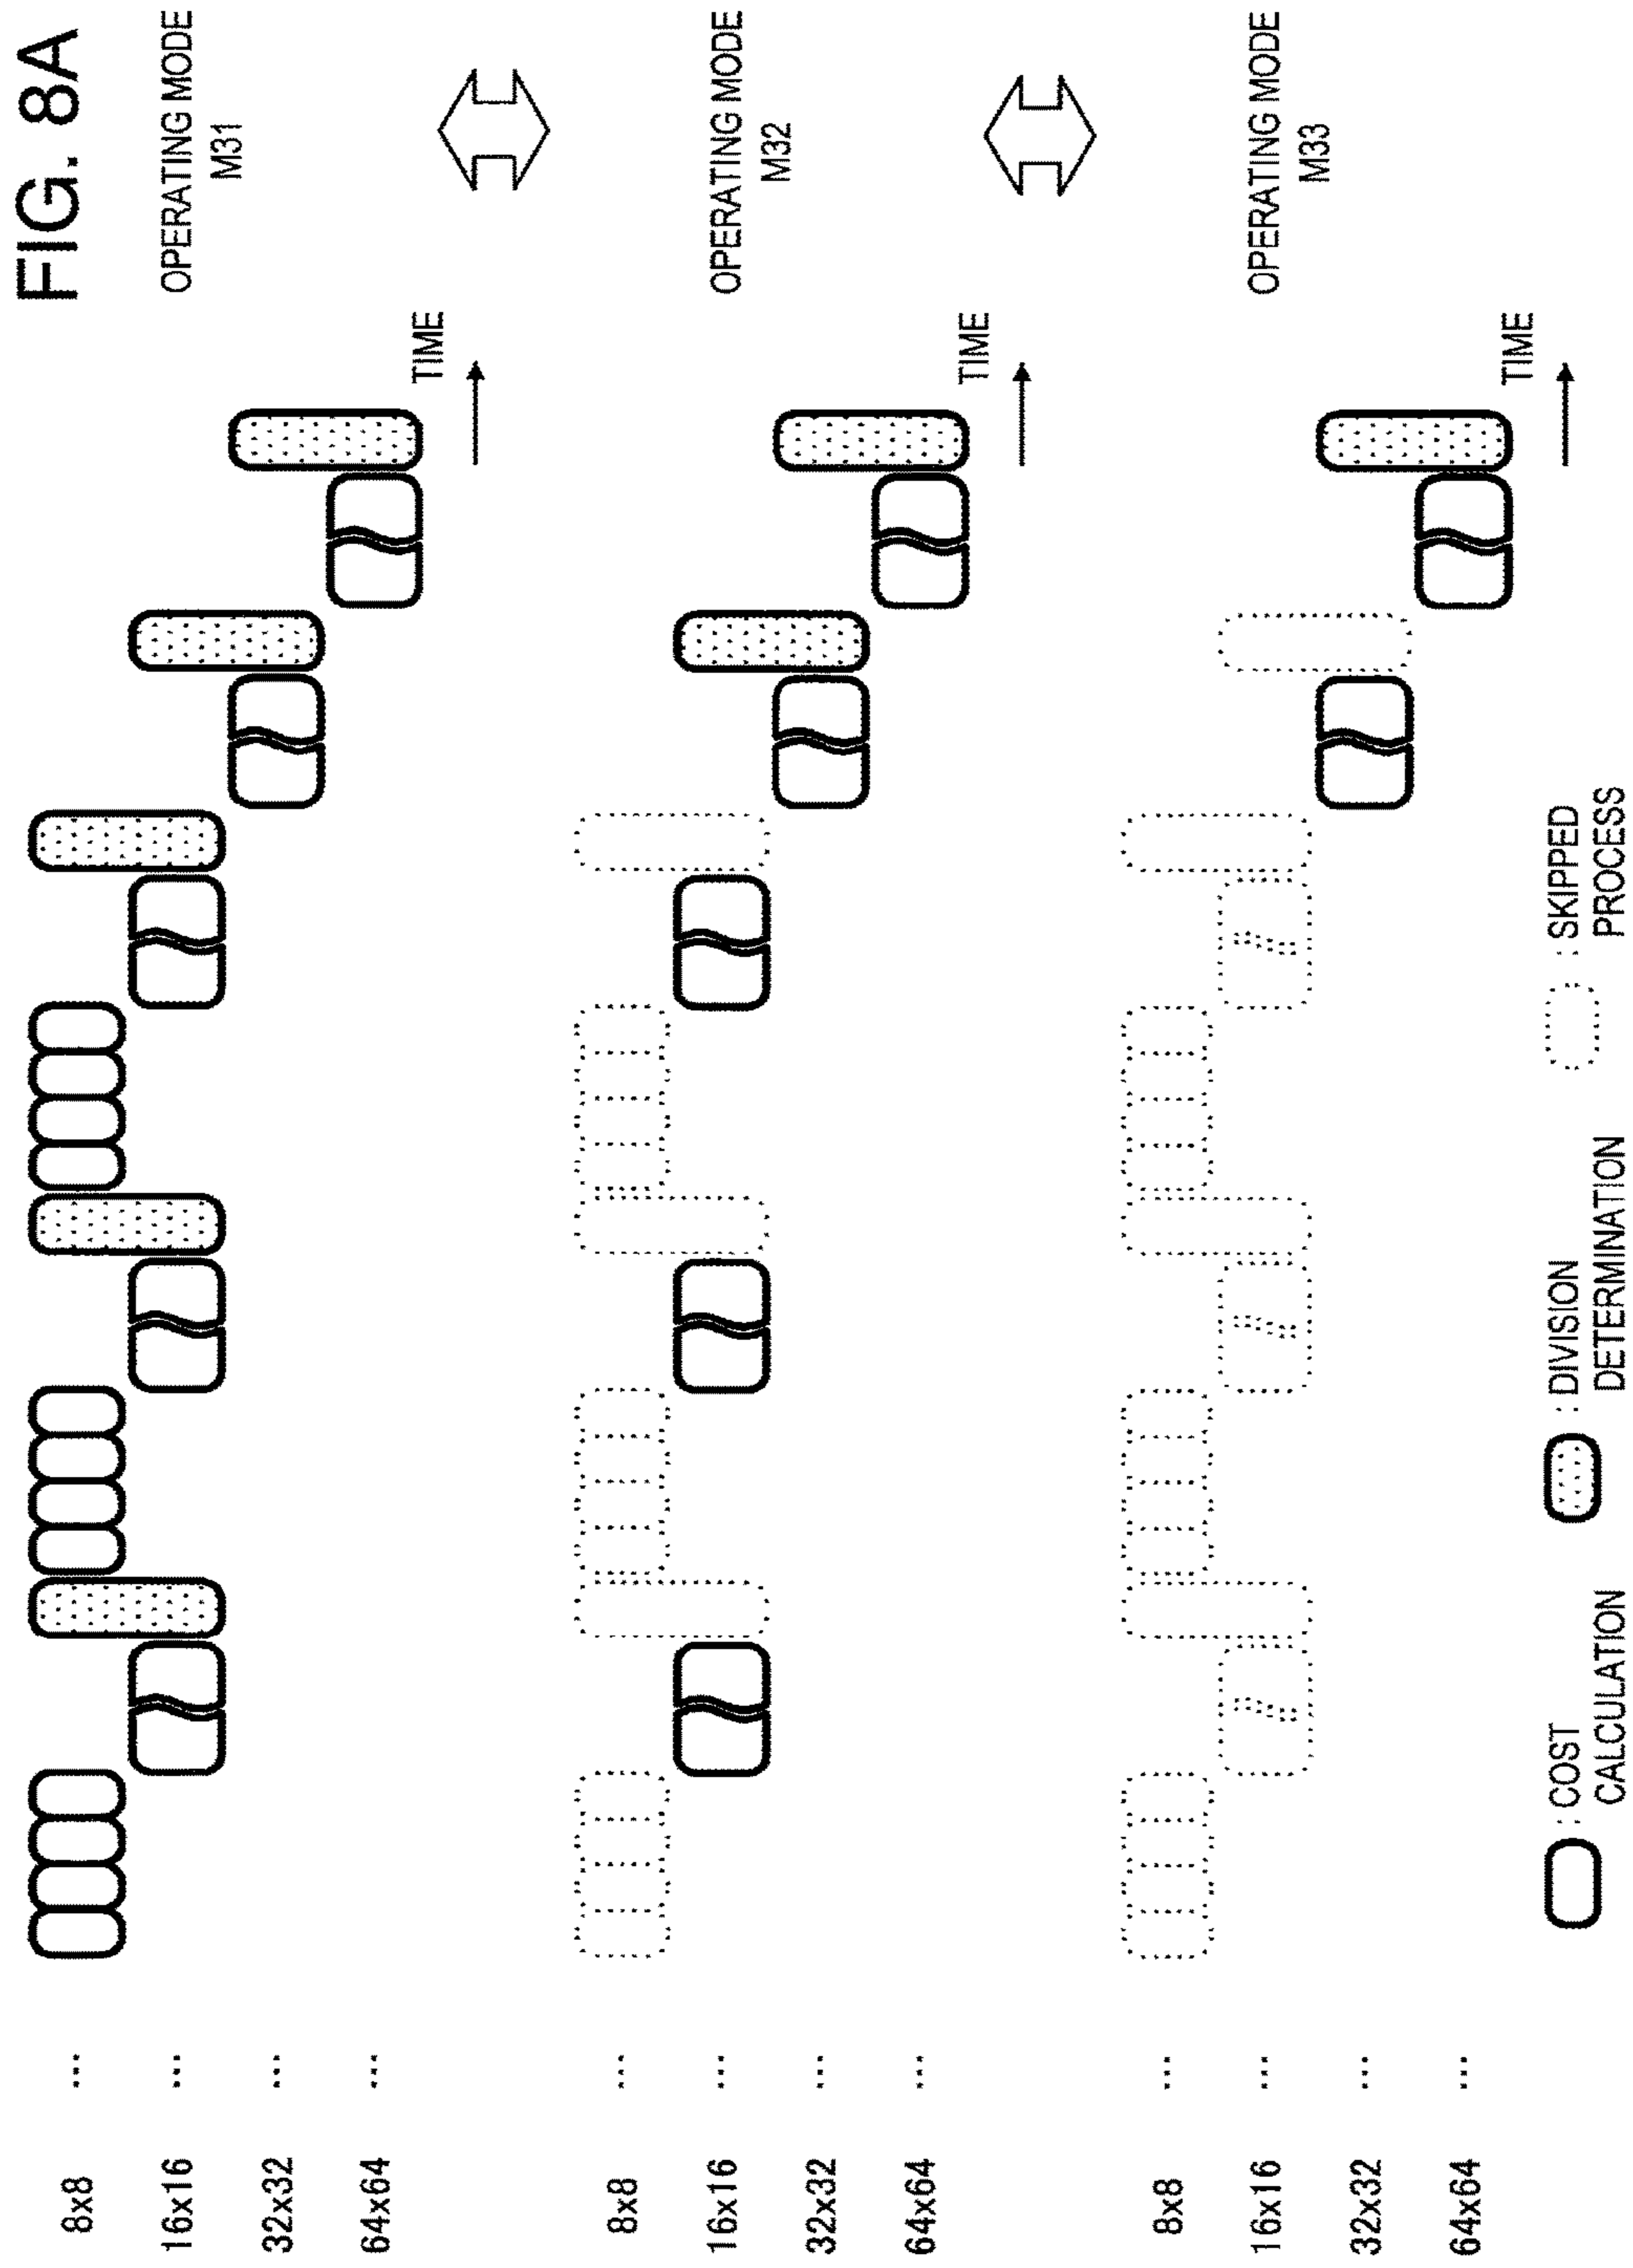 FIG. 8A
OPERATING MODE
M31
8x8 ...
16x16 ...
32x32 ...
64x64 ...
TIME
OPERATING MODE
M32
8x8 ...
16x16 ...
32x32 ...
64x64 ...
TIME
OPERATING MODE
M33
8x8 ...
16x16 ...
32x32 ...
64x64 ...
TIME
: COST
CALCULATION
: DIVISION
DETERMINATION
: SKIPPED
PROCESS